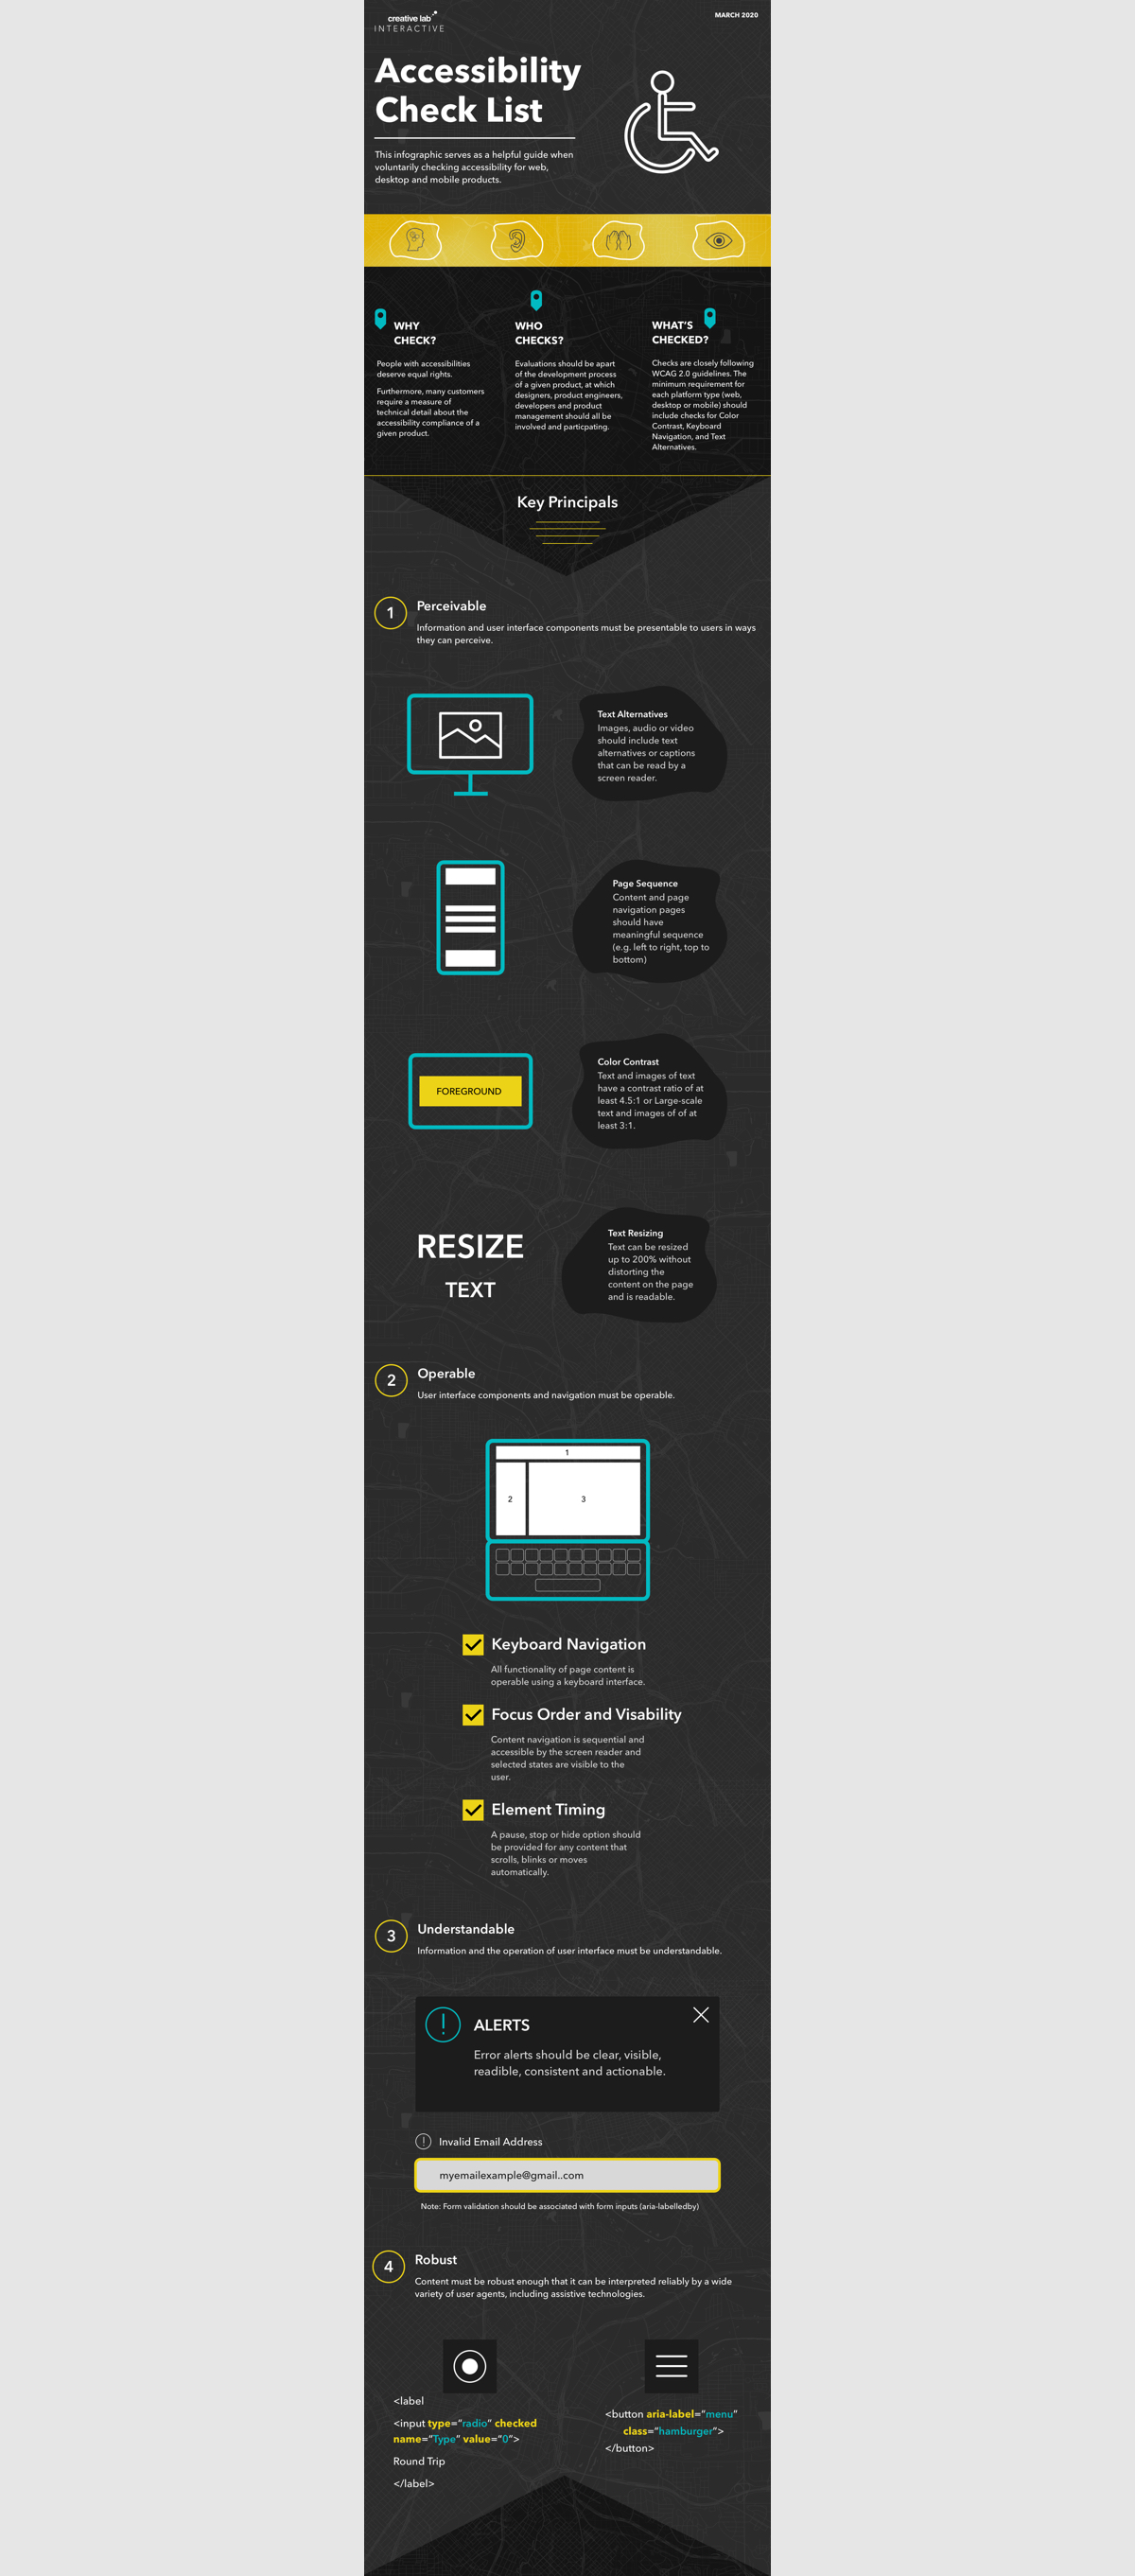 creative lab
INTERACTIVE
MARCH 2020
Accessibility
Check List
This infographic serves as a helpful guide when
voluntarily checking accessibility for web,
desktop and mobile products.
WHY
CHECK?
People with accessibilities
deserve equal rights.
Furthermore, many customers
require a measure of
technical detail about the
accessibility compliance of a
given product.
WHO
CHECKS?
Evaluations should be apart
of the development process
of a given product, at which
designers, product engineers,
developers and product
management should all be
involved and particpating.
WHAT'S
CHECKED?
Checks are closely following
WCAG 2.0 guidelines. The
minimum requirement for
each platform type (web,
desktop or mobile) should
include checks for Color
Contrast, Keyboard
Navigation, and Text
Alternatives.
Key Principals
1
Perceivable
Information and user interface components must be presentable to users in ways
they can perceive.
Text Alternatives
Images, audio or video
should include text
alternatives or captions
that can be read by a
screen reader.
Page Sequence
Content and page
navigation pages
should have
meaningful sequence
(e.g. left to right, top to
bottom)
FOREGROUND
Color Contrast
Text and images of text
have a contrast ratio of at
least 4.5:1 or Large-scale
text and images of of at
least 3:1.
RESIZE
TEXT
Text Resizing
Text can be resized
up to 200% without
distorting the
content on the page
and is readable.
2
Operable
User interface components and navigation must be operable.
1
2
3
Keyboard Navigation
All functionality of page content is
operable using a keyboard interface.
Focus Order and Visability
Content navigation is sequential and
accessible by the screen reader and
selected states are visible to the
user.
Element Timing
A pause, stop or hide option should
be provided for any content that
scrolls, blinks or moves
automatically.
3
Understandable
Information and the operation of user interface must be understandable.
ALERTS
Error alerts should be clear, visible,
readible, consistent and actionable.
Invalid Email Address
myemailexample@gmail..com
Note: Form validation should be associated with form inputs (aria-labelledby)
4
Robust
Content must be robust enough that it can be interpreted reliably by a wide
variety of user agents, including assistive technologies.
<label
<input type="radio" checked
name="Type" value="0">
Round Trip
</label>
<button aria-label="menu"
class="hamburger">
</button>